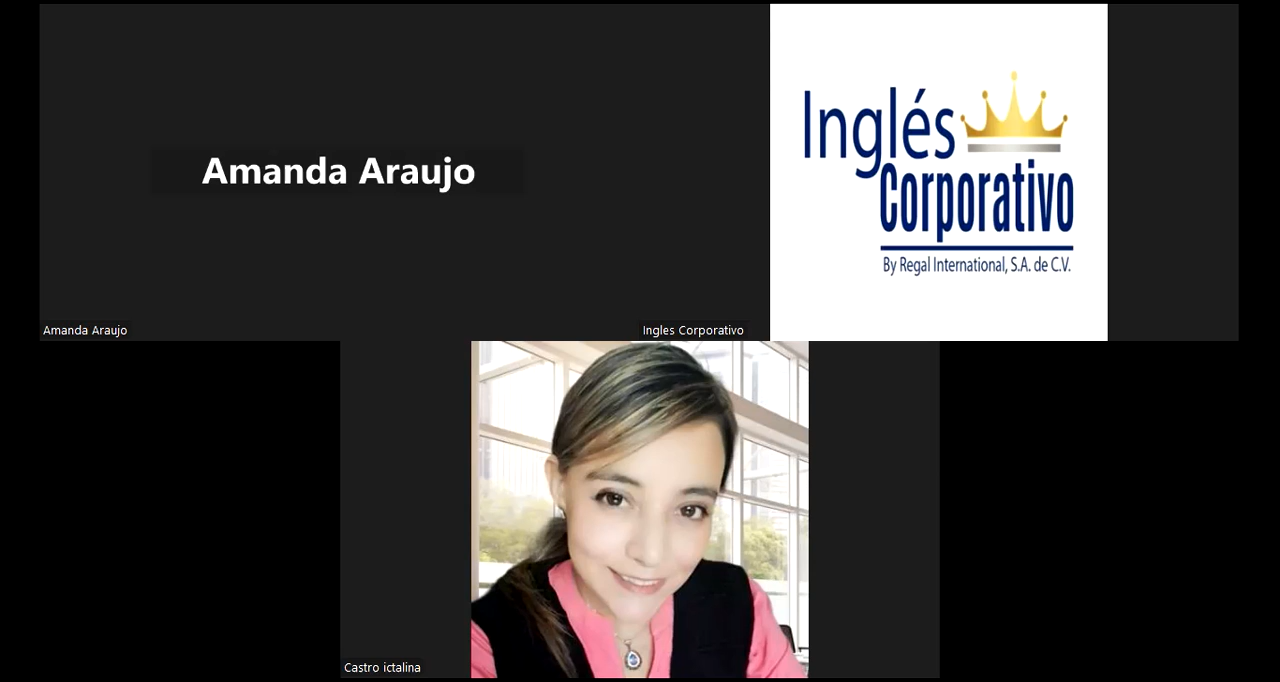 Amanda Araujo
Amanda Araujo
Inglés
Corporativo
By Regal International, S.A. de C.V.
Ingles Corporativo
Castro ictalina